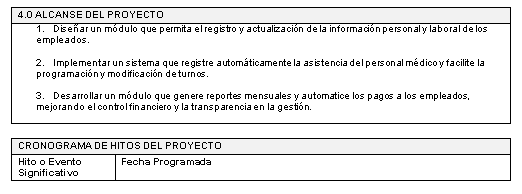 4.0 ALCANSE DEL PROYECTO
1. Diseñar un módulo que permita el registro y actualización de la información personal y laboral de los
empleados.
2. Implementar un sistema que registre automáticamente la asistencia del personal médico y facilite la
programación y modificación de turnos.
3. Desarrollar un módulo que genere reportes mensuales y automatice los pagos a los empleados,
mejorando el control financiero y la transparencia en la gestión.
CRONOGRAMA DE HITOS DEL PROYECTO
Hito o Evento Fecha Programada
Significativo